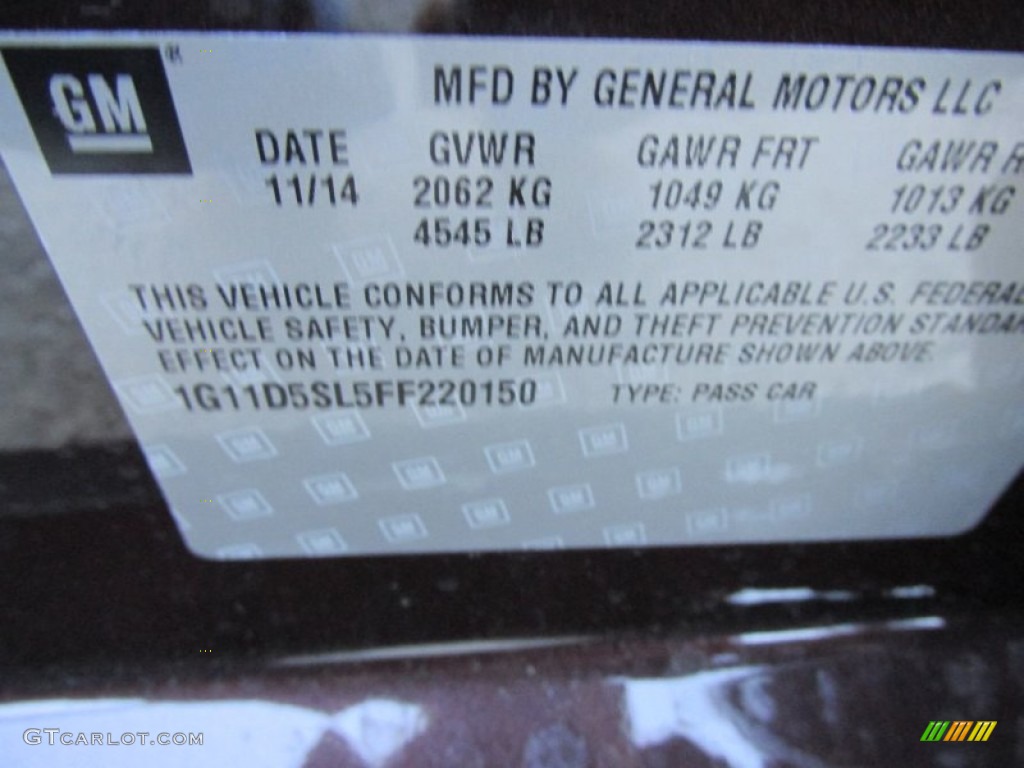 GM®
MFD BY GENERAL MOTORS LLC
DATE GVWR GAWR FRT GAWR R
11/14 2062 KG 1049 KG 1013 KG
4545 LB 2312 LB 2233 LB
THIS VEHICLE CONFORMS TO ALL APPLICABLE U.S. FEDERAL
VEHICLE SAFETY, BUMPER, AND THEFT PREVENTION STANDAR
EFFECT ON THE DATE OF MANUFACTURE SHOWN ABOVE.
1G11D5SL5FF220150 TYPE: PASS CAR
GTCARLOT.COM